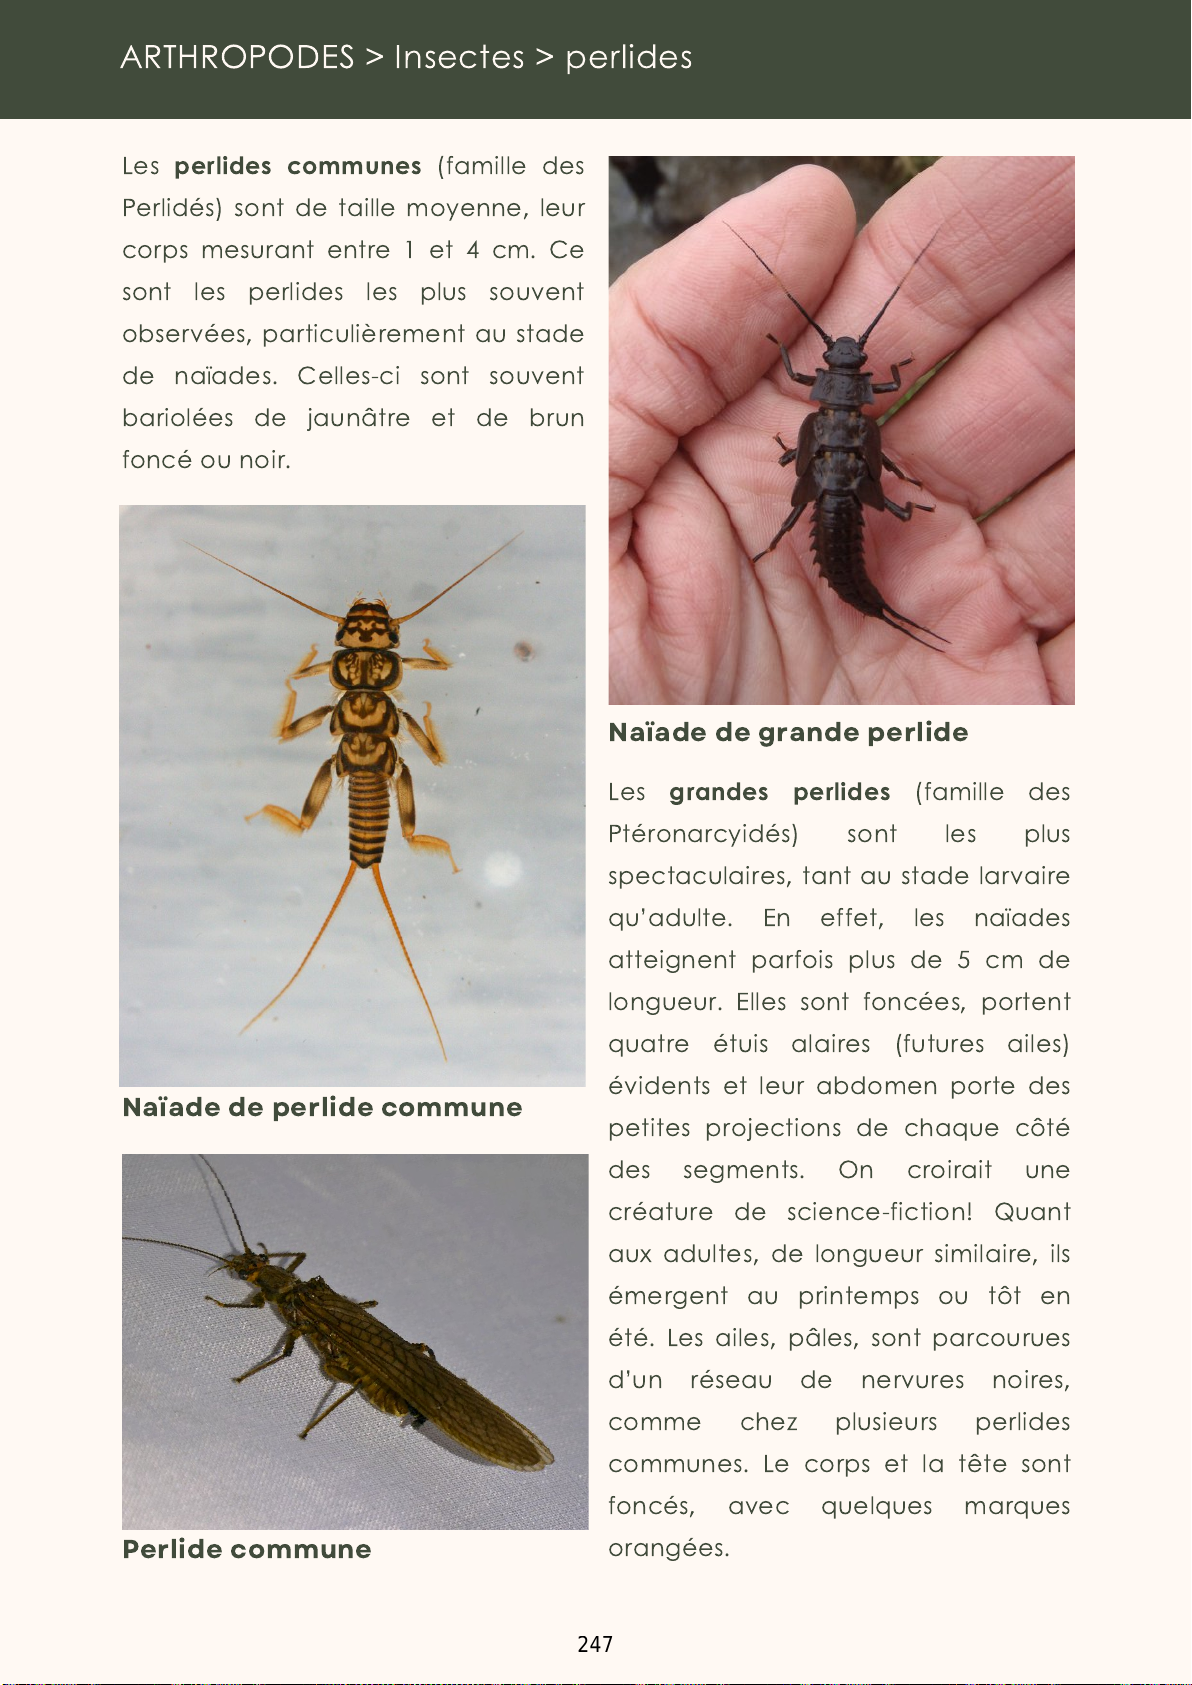 ARTHROPODES > Insectes > perlides
Les perlides communes (famille des
Perlidés) sont de taille moyenne, leur
corps mesurant entre 1 et 4 cm. Ce
sont les perlides les plus souvent
observées, particulièrement au stade
de naïades. Celles-ci sont souvent
bariolées de jaunâtre et de brun
foncé ou noir.
Naïade de perlide commune
Perlide commune
Naïade de grande perlide
Les grandes perlides (famille des
Ptéronarcyidés) sont les plus
spectaculaires, tant au stade larvaire
qu'adulte. En effet, les naïades
atteignent parfois plus de 5 cm de
longueur. Elles sont foncées, portent
quatre étuis alaires (futures ailes)
évidents et leur abdomen porte des
petites projections de chaque côté
des segments. On croirait une
créature de science-fiction! Quant
aux adultes, de longueur similaire, ils
émergent au printemps ou tôt en
été. Les ailes, pâles, sont parcourues
d'un réseau de nervures noires,
comme chez plusieurs perlides
communes. Le corps et la tête sont
foncés, avec quelques marques
orangées.
247